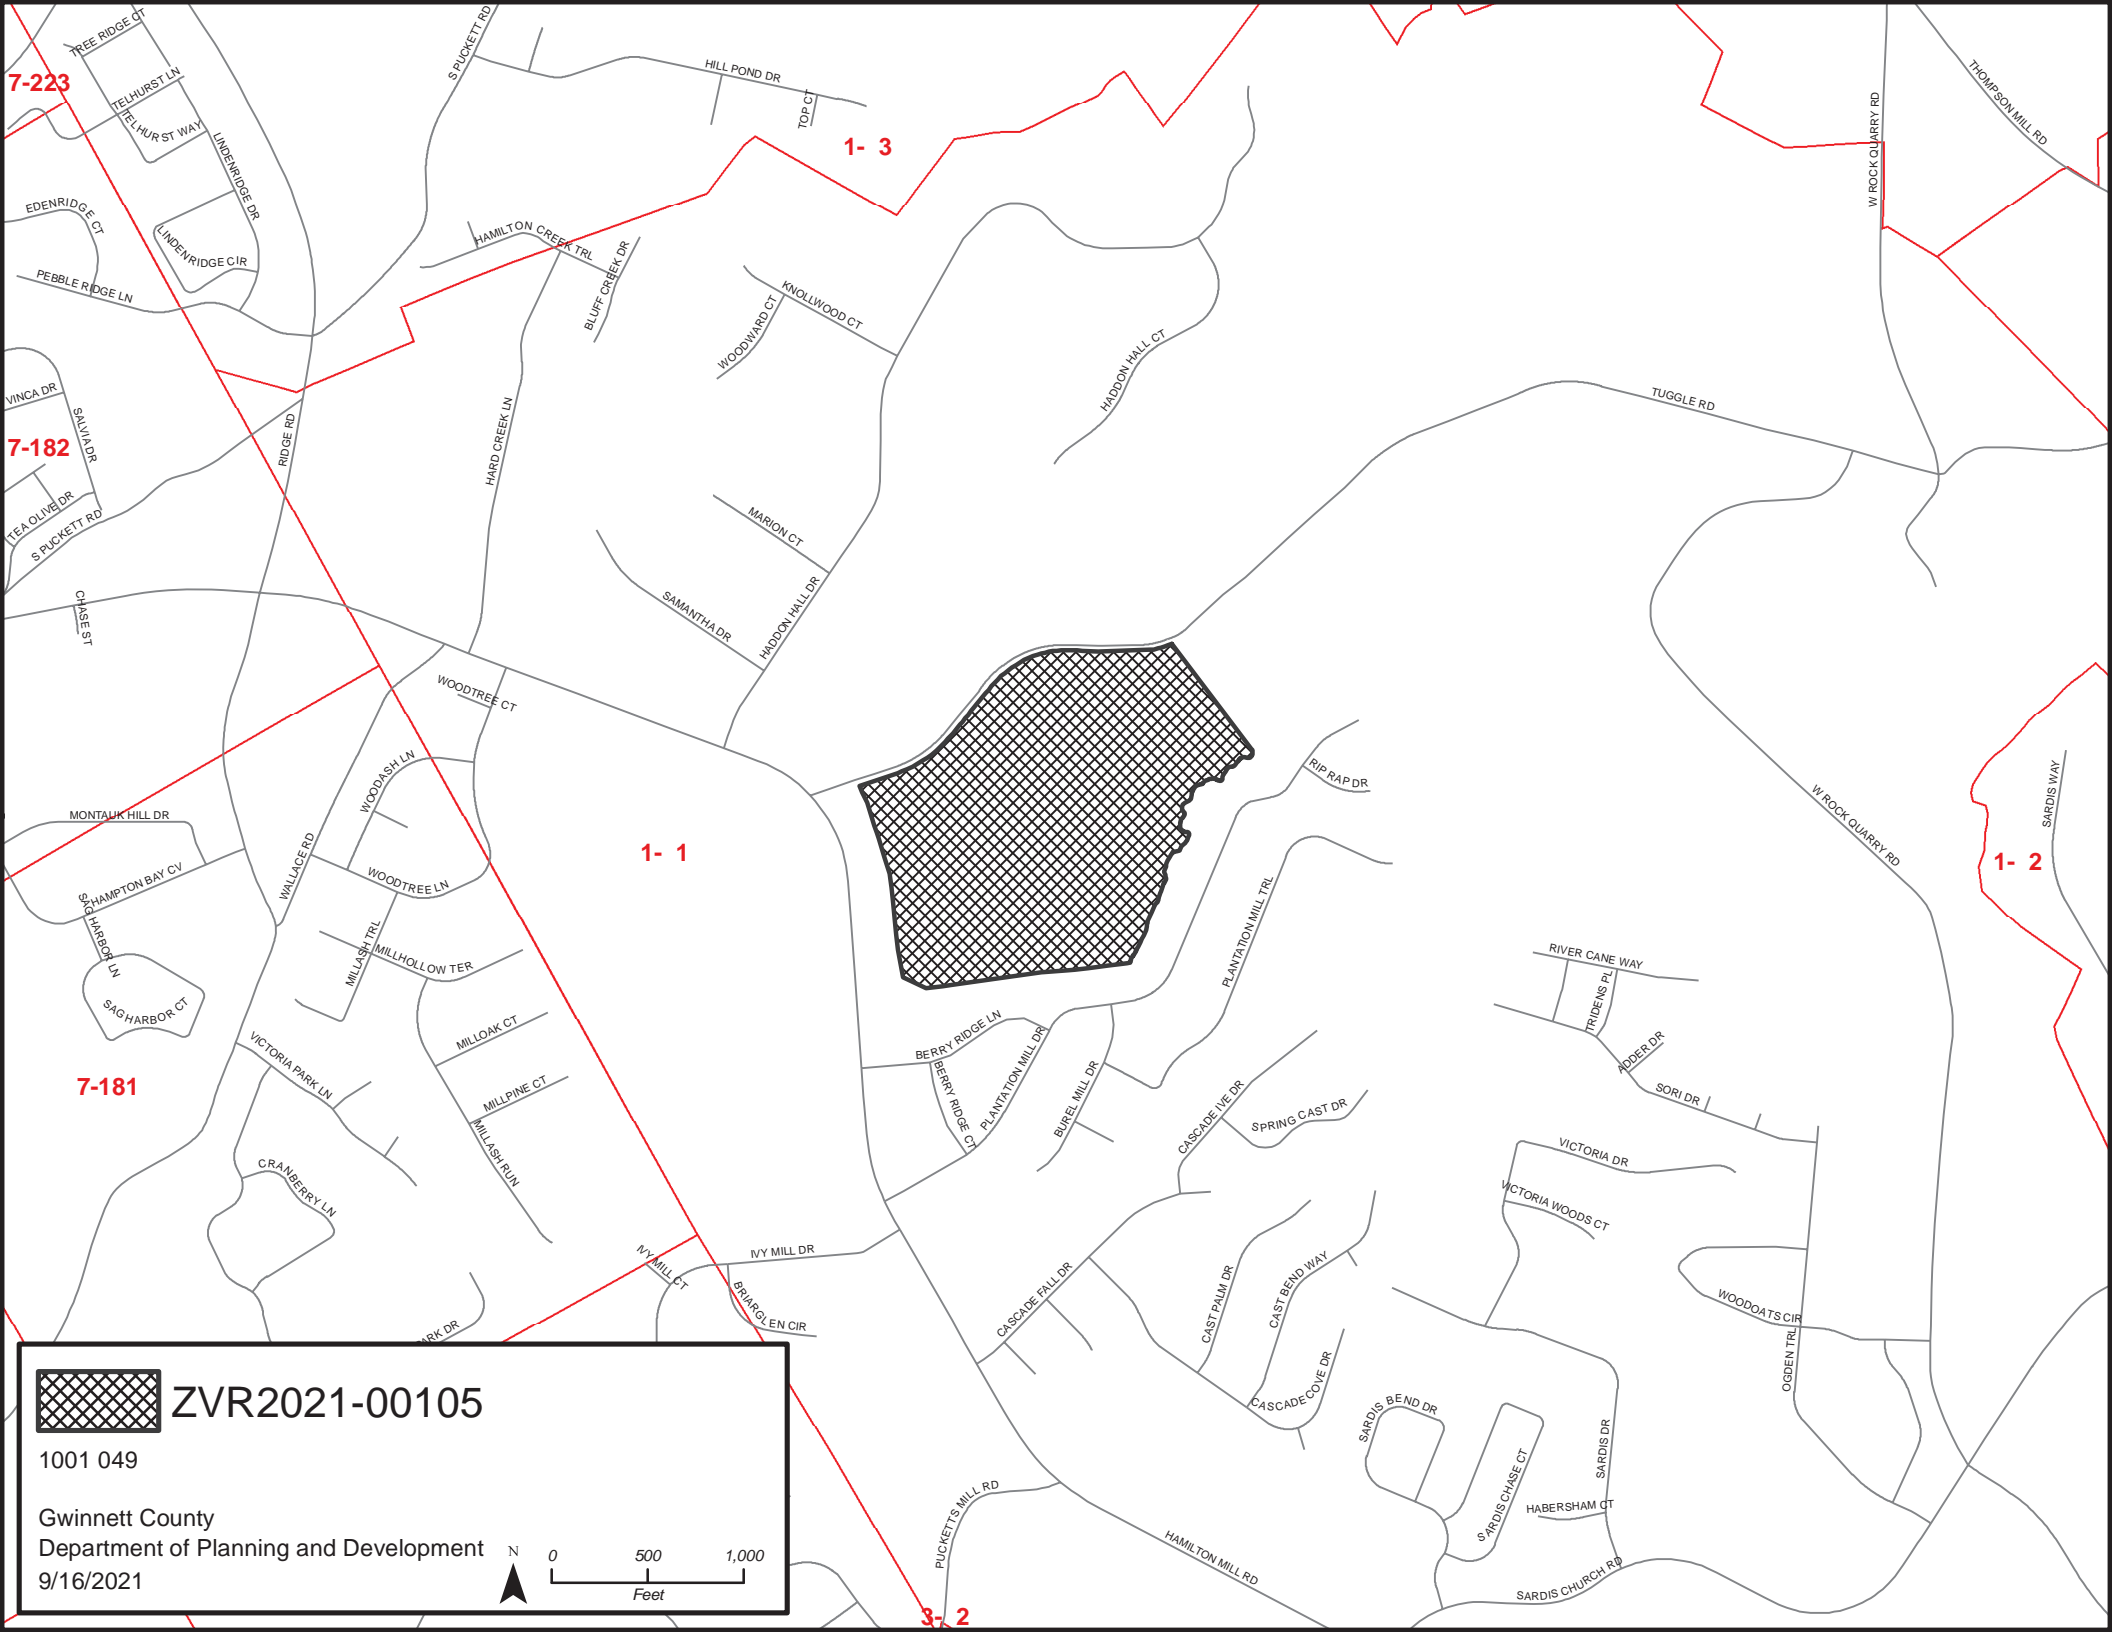 TREE RIDGE CT
S PUCKETT RD
7-223
TELHURST LN
TELHURST WAY
LINDENRIDGE DR
HILL POND DR
TOP CT
1- 3
W ROCK QUARRY RD
THOMPSON MILL RD
EDENRIDGE CT
LINDENRIDGE CIR
PEBBLE RIDGE LN
HAMILTON CREEK TRL
BLUFF CREEK DR
KNOLLWOOD CT
WOODWARD CT
HADDON HALL CT
TUGGLE RD
VINCA DR
SALVIA DR
7-182
RIDGE RD
HARD CREEK LN
TEA OLIVE DR
S PUCKETT RD
MARION CT
CHASE ST
SAMANTHA DR
HADDON HALL DR
WOODTREE CT
WOODASH LN
RIP RAP DR
W ROCK QUARRY RD
SARDIS WAY
MONTAUK HILL DR
WALLACE RD
1- 1
1- 2
HAMPTON BAY CV
WOODTREE LN
SAG HARBOR LN
MILLASH TRL
MILLHOLLOW TER
PLANTATION MILL TRL
RIVER CANE WAY
TRIDENS PL
SAG HARBOR CT
VICTORIA PARK LN
MILLOAK CT
BERRY RIDGE LN
PLANTATION MILL DR
ADDER DR
7-181
MILLPINE CT
BERRY RIDGE CT
BUREL MILL DR
CASCADE IVE DR
SPRING CAST DR
SORI DR
MILLASH RUN
CRANBERRY LN
VICTORIA DR
VICTORIA WOODS CT
IVY MILL CT
IVY MILL DR
BRIARGLEN CIR
CASCADE FALL DR
CAST PALM DR
CAST BEND WAY
WOODOATS CIR
OGDEN TRL
ARK DR
CASCADE COVE DR
SARDIS BEND DR
SARDIS DR
SARDIS CHASE CT
HABERSHAM CT
PUCKETTS MILL RD
HAMILTON MILL RD
SARDIS CHURCH RD
3- 2
ZVR2021-00105
1001 049
Gwinnett County
Department of Planning and Development
9/16/2021
N
0 500 1,000
Feet